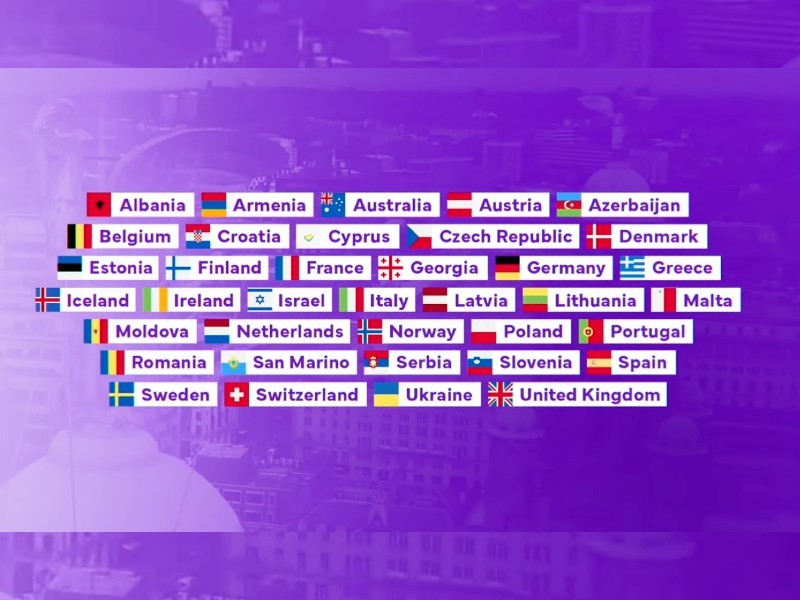 Albania Armenia Australia Austria Azerbaijan
Belgium Croatia Cyprus Czech Republic Denmark
Estonia Finland France Georgia Germany Greece
Iceland Ireland Israel Italy Latvia Lithuania Malta
Moldova Netherlands Norway Poland Portugal
Romania San Marino Serbia Slovenia Spain
Sweden Switzerland Ukraine United Kingdom